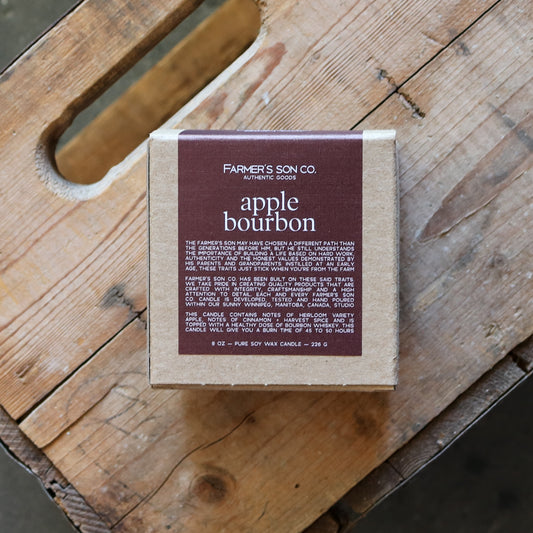 FARMER'S SON CO.
AUTHENTIC GOODS
apple
bourbon
THE FARMER'S SON MAY HAVE CHOSEN A DIFFERENT PATH THAN
THE GENERATIONS BEFORE HIM, BUT HE STILL UNDERSTANDS
THE IMPORTANCE OF BUILDING A LIFE BASED ON HARD WORK,
AUTHENTICITY AND THE HONEST VALUES DEMONSTRATED BY
HIS PARENTS AND GRANDPARENTS. INSTILLED AT AN EARLY
AGE, THESE TRAITS JUST STICK WHEN YOU'RE FROM THE FARM
FARMER'S SON CO. HAS BEEN BUILT ON THESE SAID TRAITS.
WE TAKE PRIDE IN CREATING QUALITY PRODUCTS THAT ARE
CRAFTED WITH INTEGRITY, CRAFTSMANSHIP AND A HIGH
ATTENTION TO DETAIL. EACH AND EVERY FARMER'S SON
CO CANDLE IS DEVELOPED, TESTED AND HAND POURED
WITHIN OUR SUNNY WINNIPEG, MANITOBA, CANADA, STUDIO
THIS CANDLE CONTAINS NOTES OF HEIRLOOM VARIETY
APPLE, NOTES OF CINNAMON + HARVEST SPICE AND IS
TOPPED WITH A HEALTHY DOSE OF BOURBON WHISKEY. THIS
CANDLE WILL GIVE YOU A BURN TIME OF 45 TO 50 HOURS
8 OZ — PURE SOY WAX CANDLE — 226 G